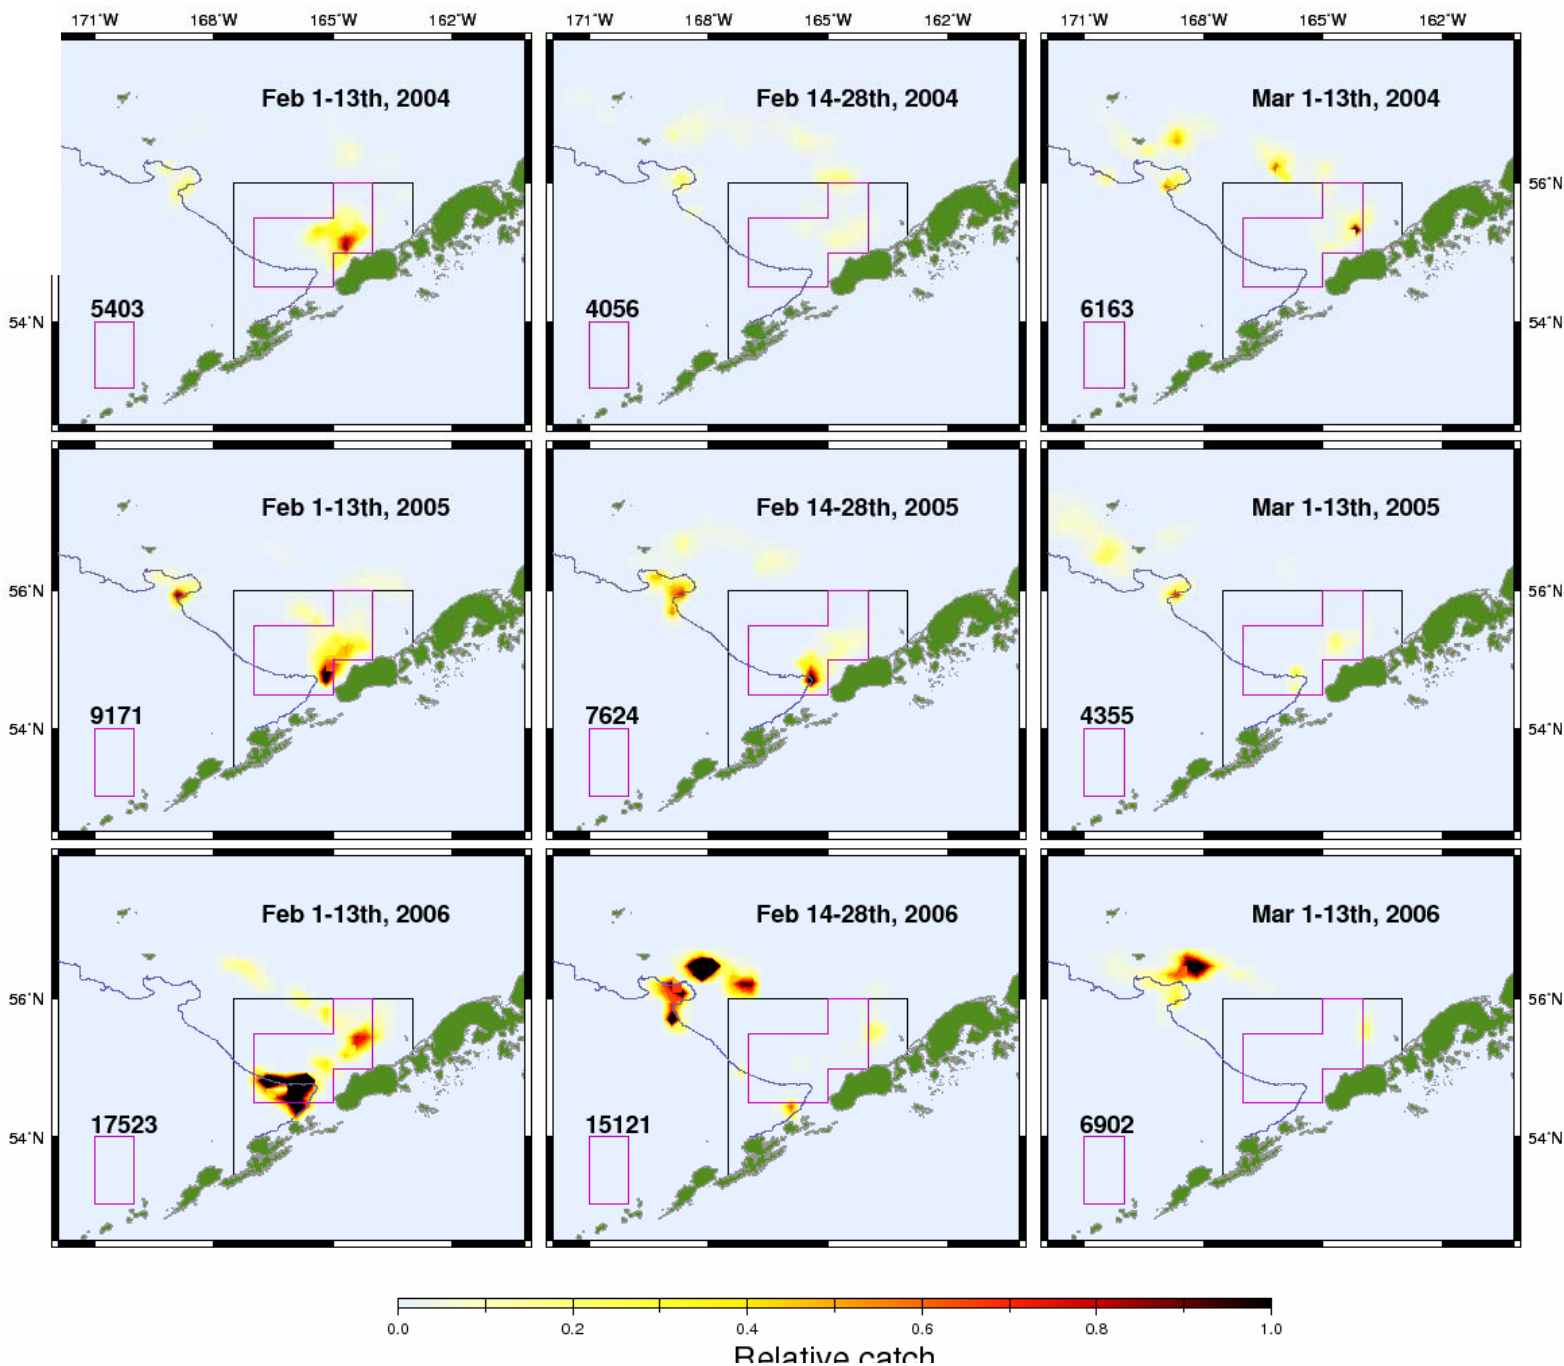 171°W 168°W 165°W 162°W 171°W 168°W 165°W 162°W 171°W 168°W 165°W 162°W
Feb 1-13th, 2004 Feb 14-28th, 2004 Mar 1-13th, 2004
56°N
5403 4056 6163
54°N 54°N
Feb 1-13th, 2005 Feb 14-28th, 2005 Mar 1-13th, 2005
56°N 56°N
9171 7624 4355
54°N 54°N
Feb 1-13th, 2006 Feb 14-28th, 2006 Mar 1-13th, 2006
56°N 56°N
17523 15121 6902
54°N 54°N
0.0 0.2 0.4 0.6 0.8 1.0
Relative catch